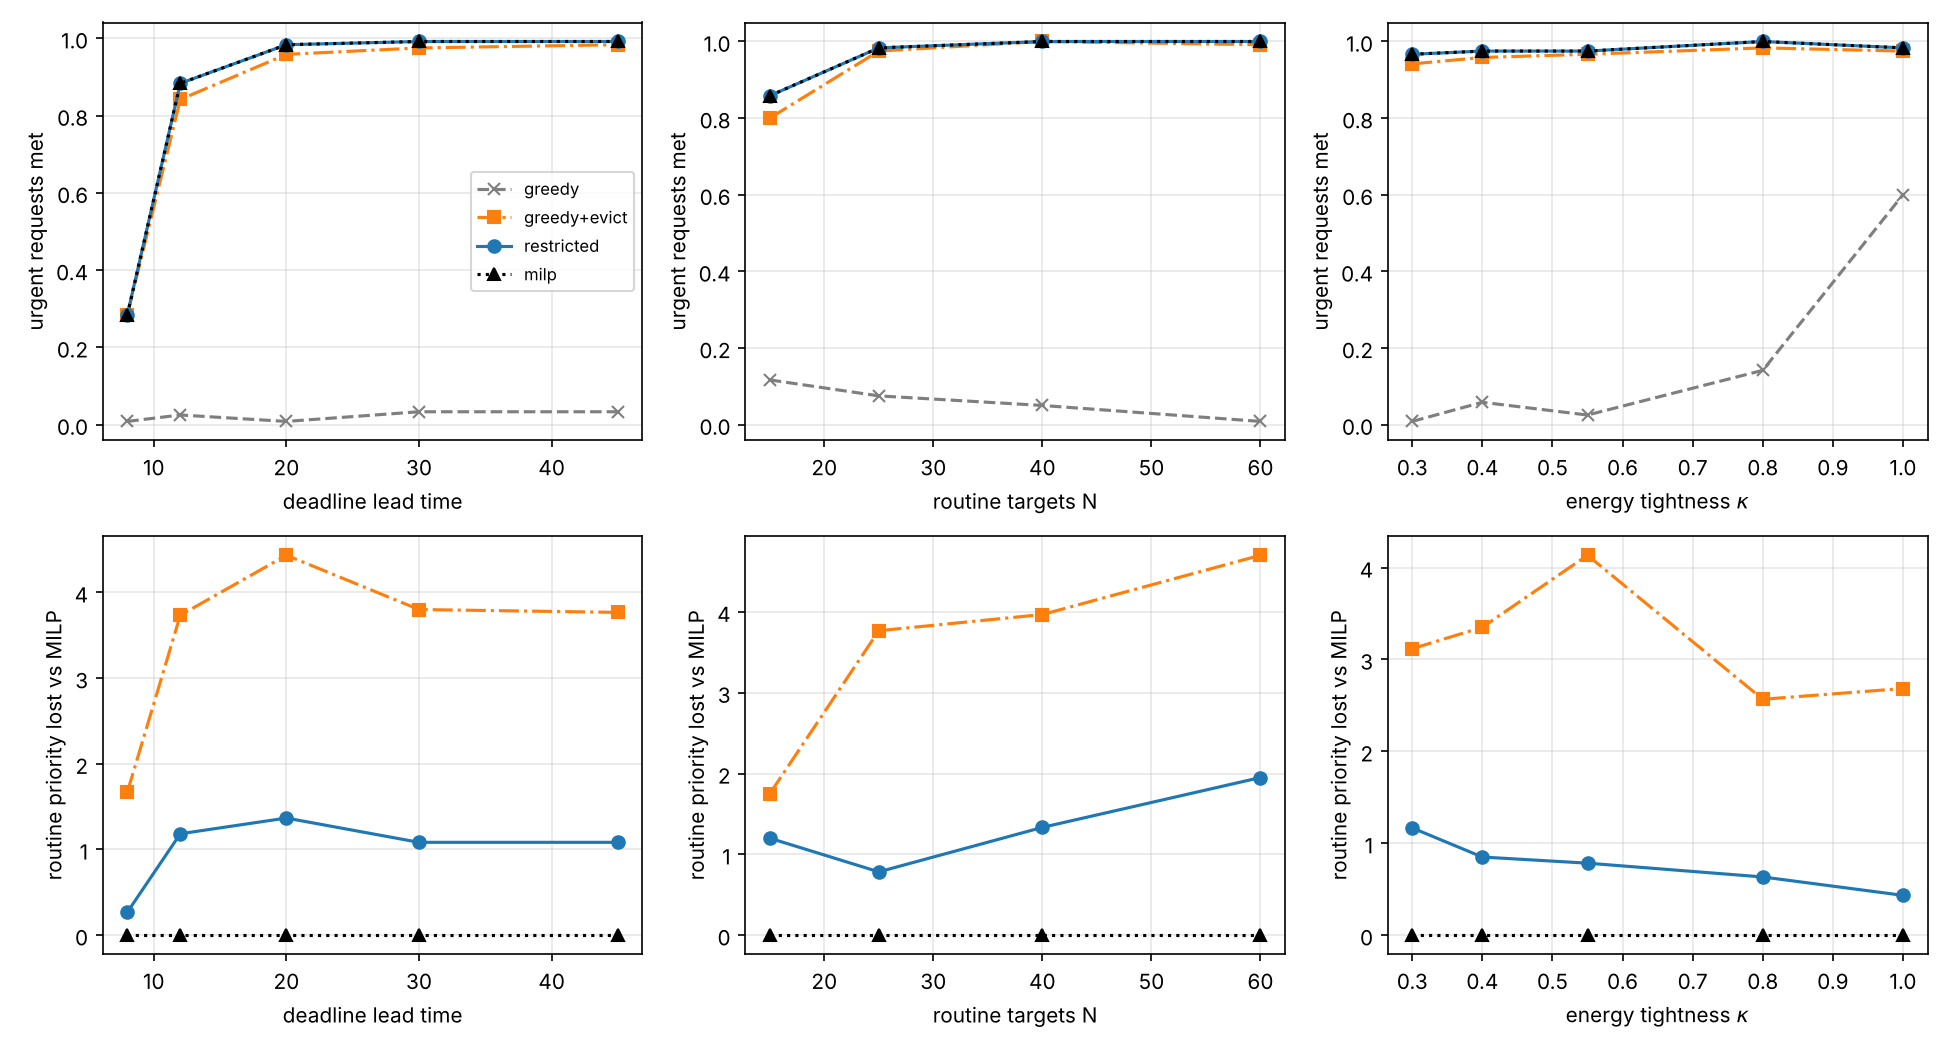 urgent requests met
1.0
0.8
0.6
0.4
0.2
0.0
10 20 30 40
deadline lead time
greedy
greedy+evict
restricted
milp
urgent requests met
1.0
0.8
0.6
0.4
0.2
0.0
20 30 40 50 60
routine targets N
urgent requests met
1.0
0.8
0.6
0.4
0.2
0.0
0.3 0.4 0.5 0.6 0.7 0.8 0.9 1.0
energy tightness κ
routine priority lost vs MILP
4
3
2
1
0
10 20 30 40
deadline lead time
routine priority lost vs MILP
4
3
2
1
0
20 30 40 50 60
routine targets N
routine priority lost vs MILP
4
3
2
1
0
0.3 0.4 0.5 0.6 0.7 0.8 0.9 1.0
energy tightness κ